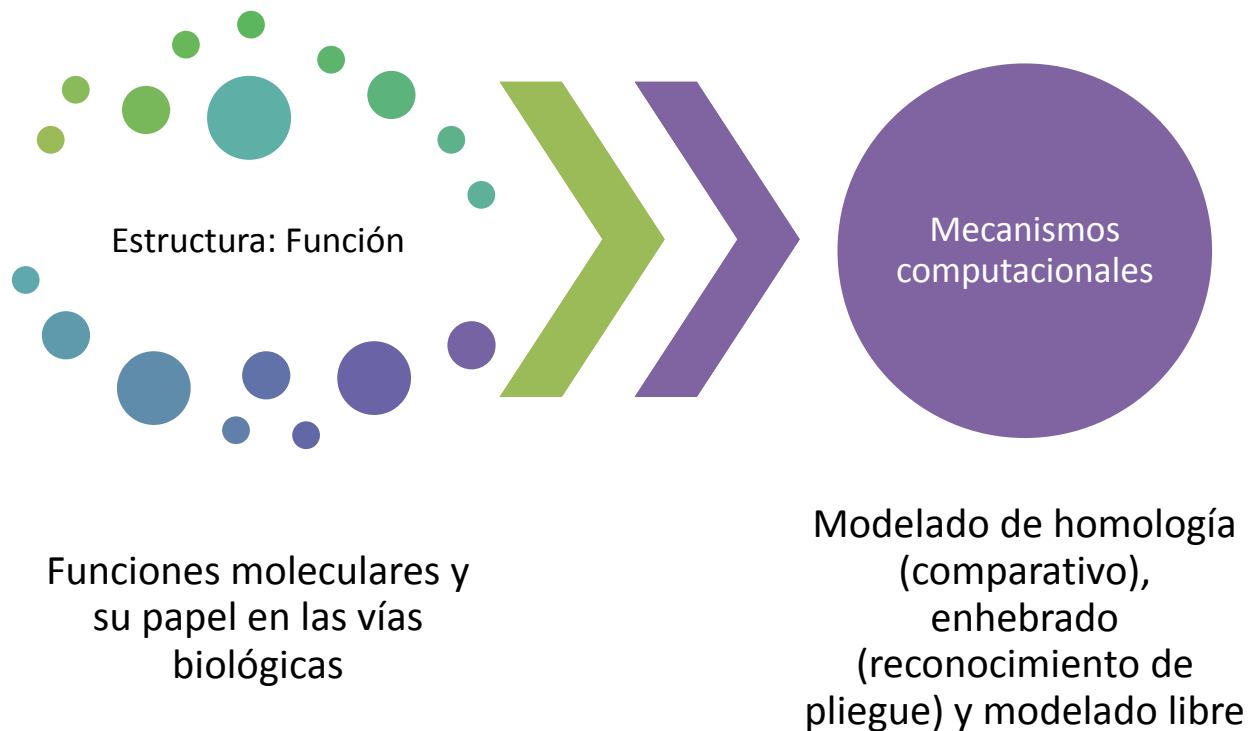 Estructura: Función
Mecanismos
computacionales
Funciones moleculares y
su papel en las vías
biológicas
Modelado de homología
(comparativo),
enhebrado
(reconocimiento de
pliegue) y modelado libre